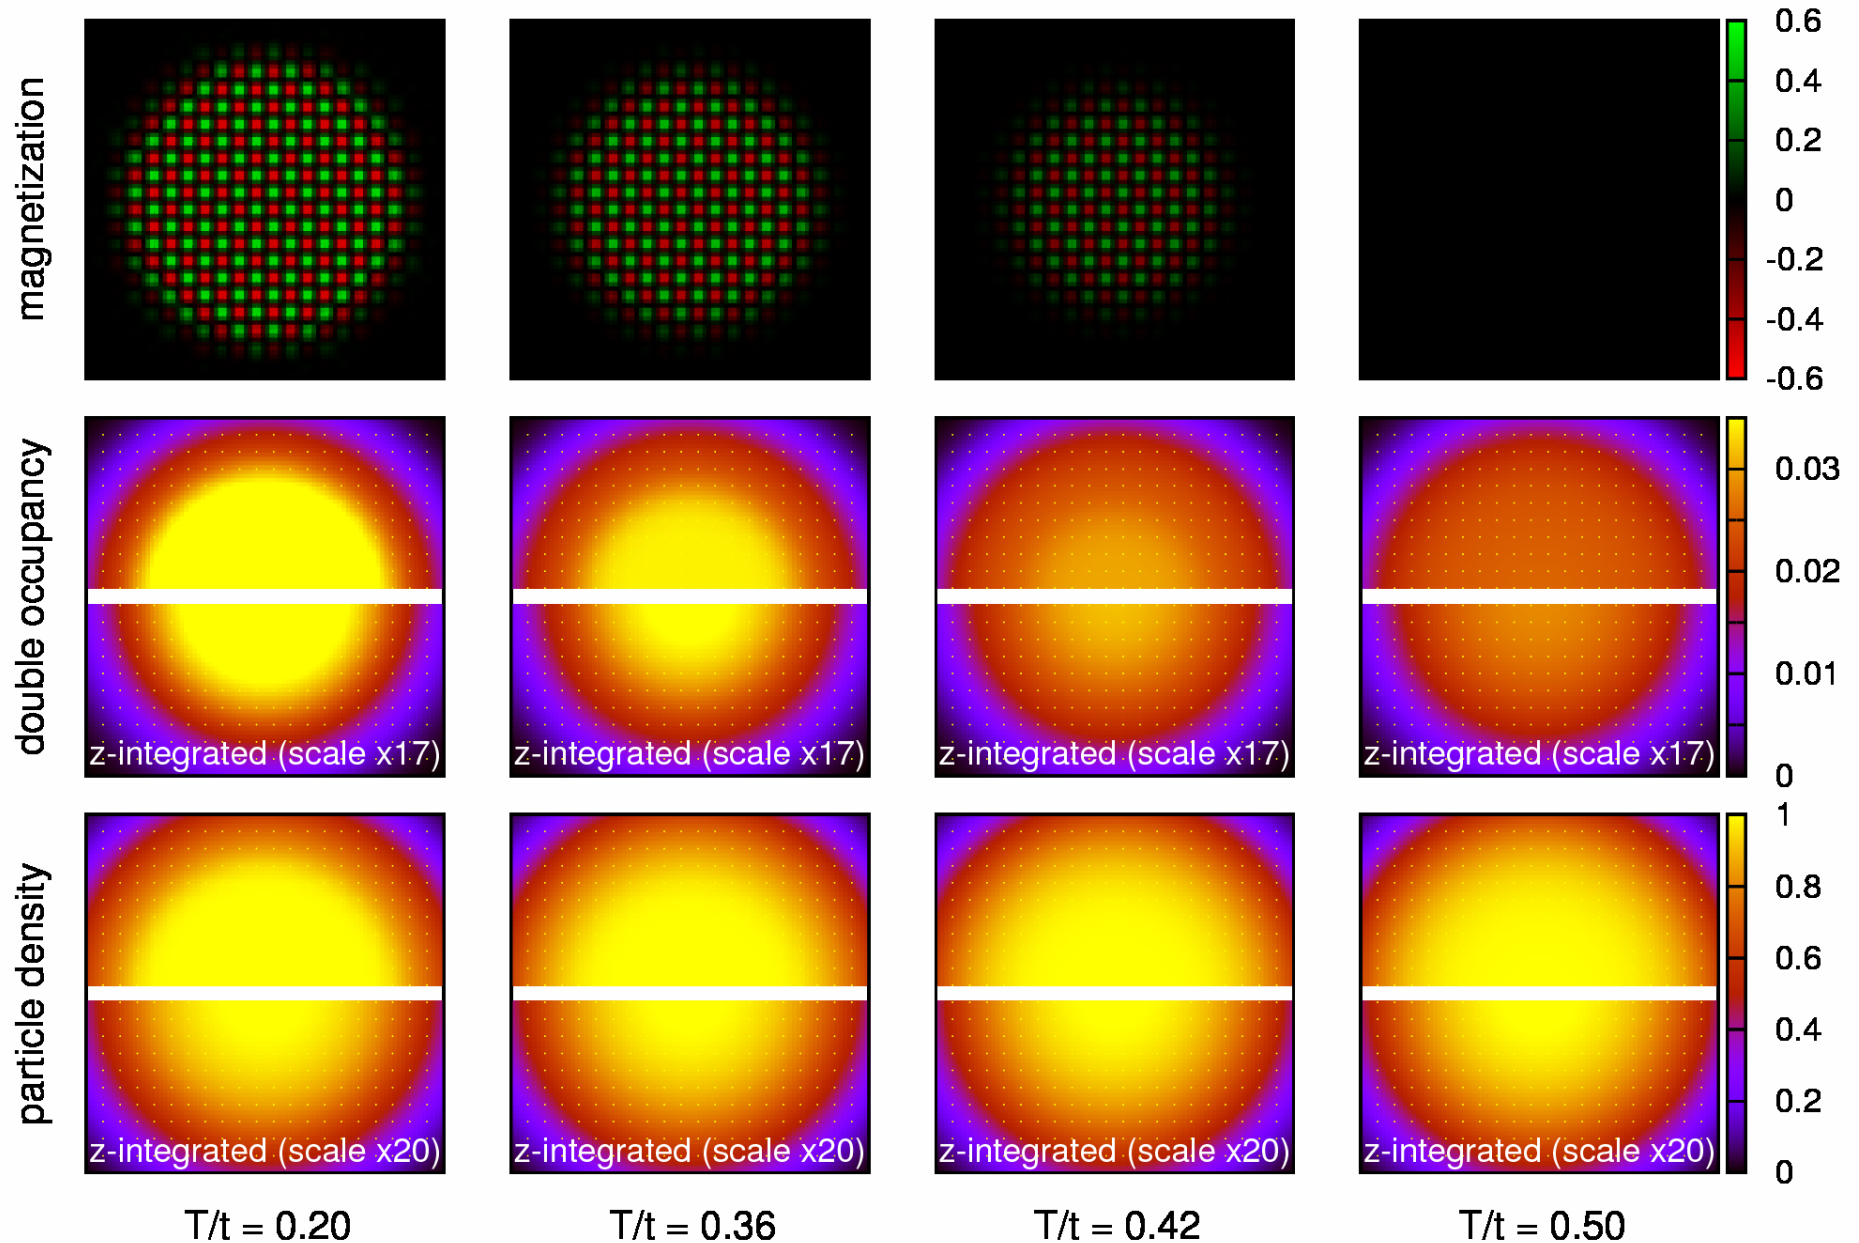 magnetization
0.6
0.4
0.2
0
-0.2
-0.4
-0.6
double occupancy
z-integrated (scale x17)
z-integrated (scale x17)
z-integrated (scale x17)
z-integrated (scale x17)
0.03
0.02
0.01
0
particle density
z-integrated (scale x20)
z-integrated (scale x20)
z-integrated (scale x20)
z-integrated (scale x20)
1
0.8
0.6
0.4
0.2
0
T/t = 0.20
T/t = 0.36
T/t = 0.42
T/t = 0.50